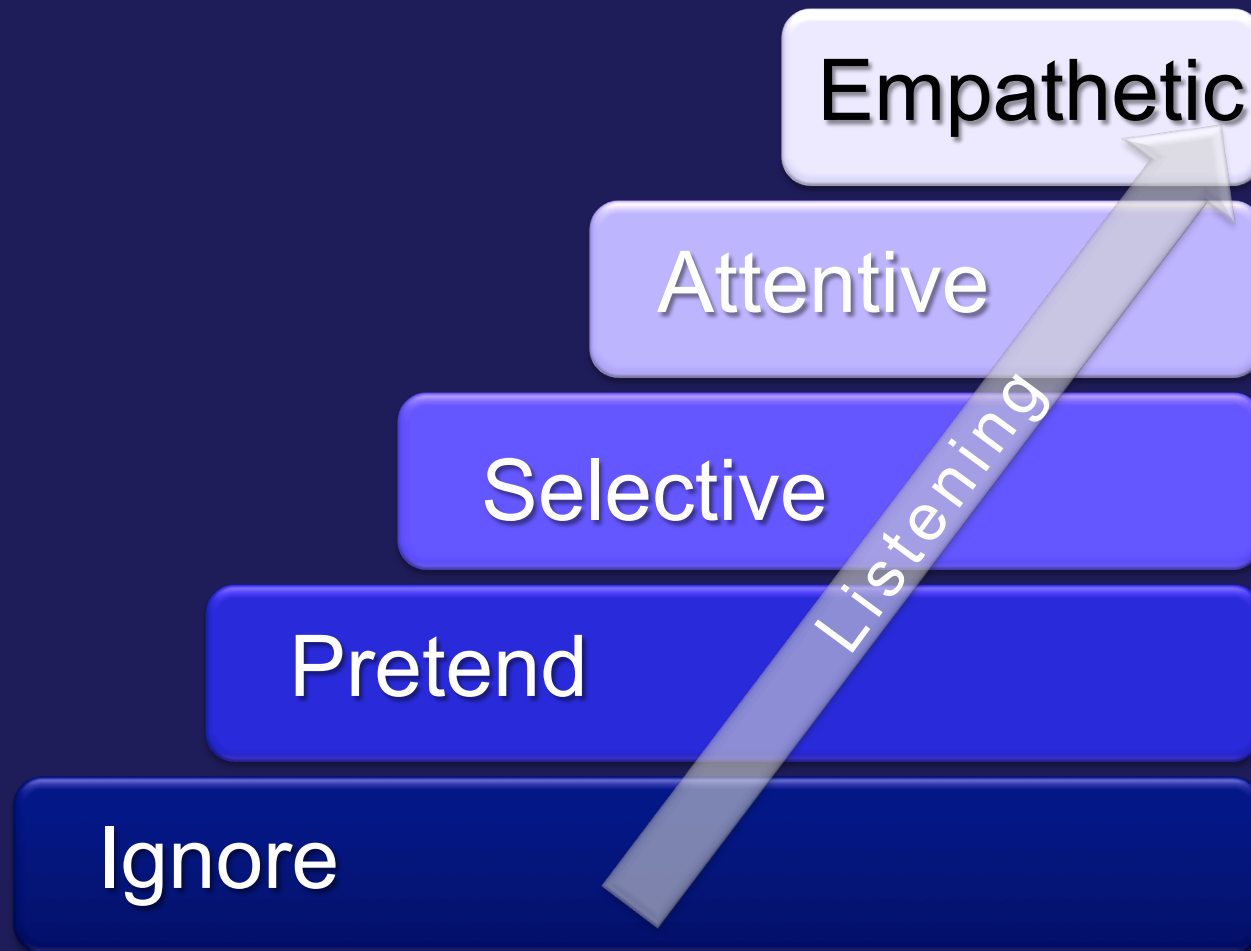 Empathetic
Attentive
Selective
Pretend
Ignore
Listening